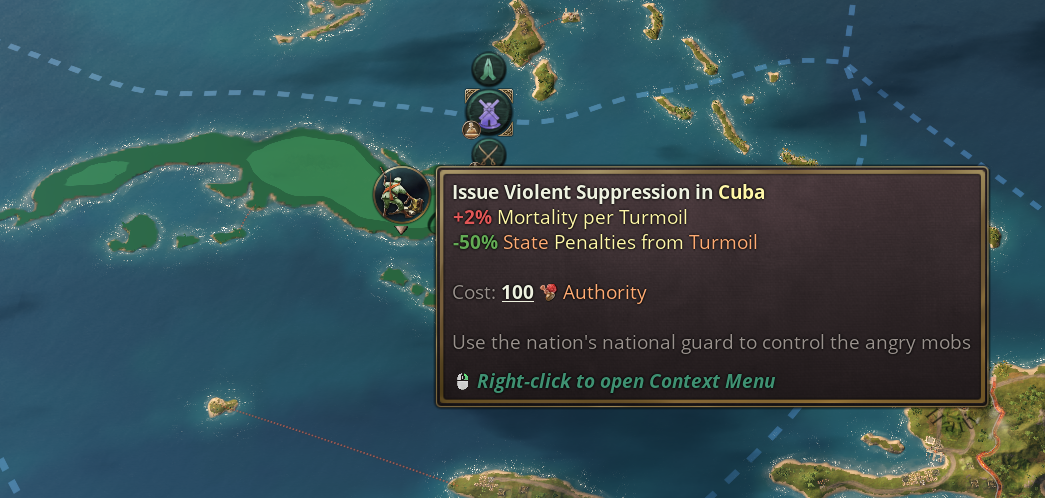 Issue Violent Suppression in Cuba
+2% Mortality per Turmoil
-50% State Penalties from Turmoil
Cost: 100 Authority
Use the nation's national guard to control the angry mobs
Right-click to open Context Menu